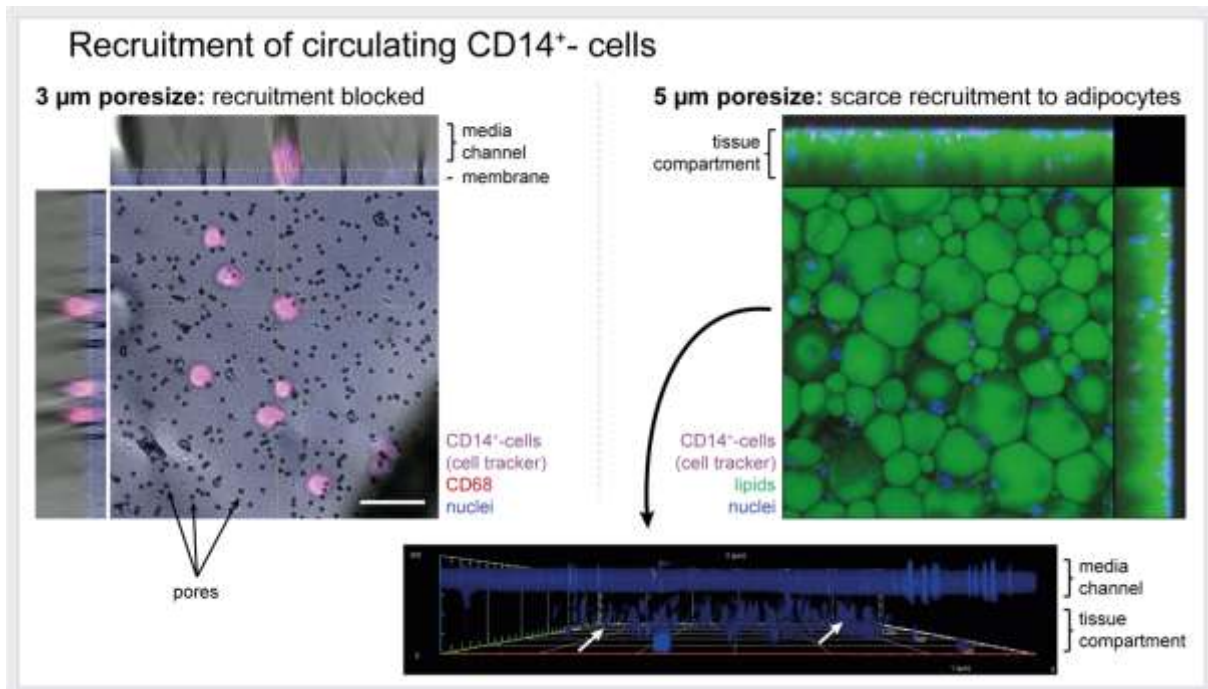 Recruitment of circulating CD14⁺- cells
3 µm poresize: recruitment blocked
media
channel
- membrane
CD14⁺-cells
(cell tracker)
CD68
nuclei
pores
5 µm poresize: scarce recruitment to adipocytes
tissue
compartment
CD14⁺-cells
(cell tracker)
lipids
nuclei
media
channel
tissue
compartment